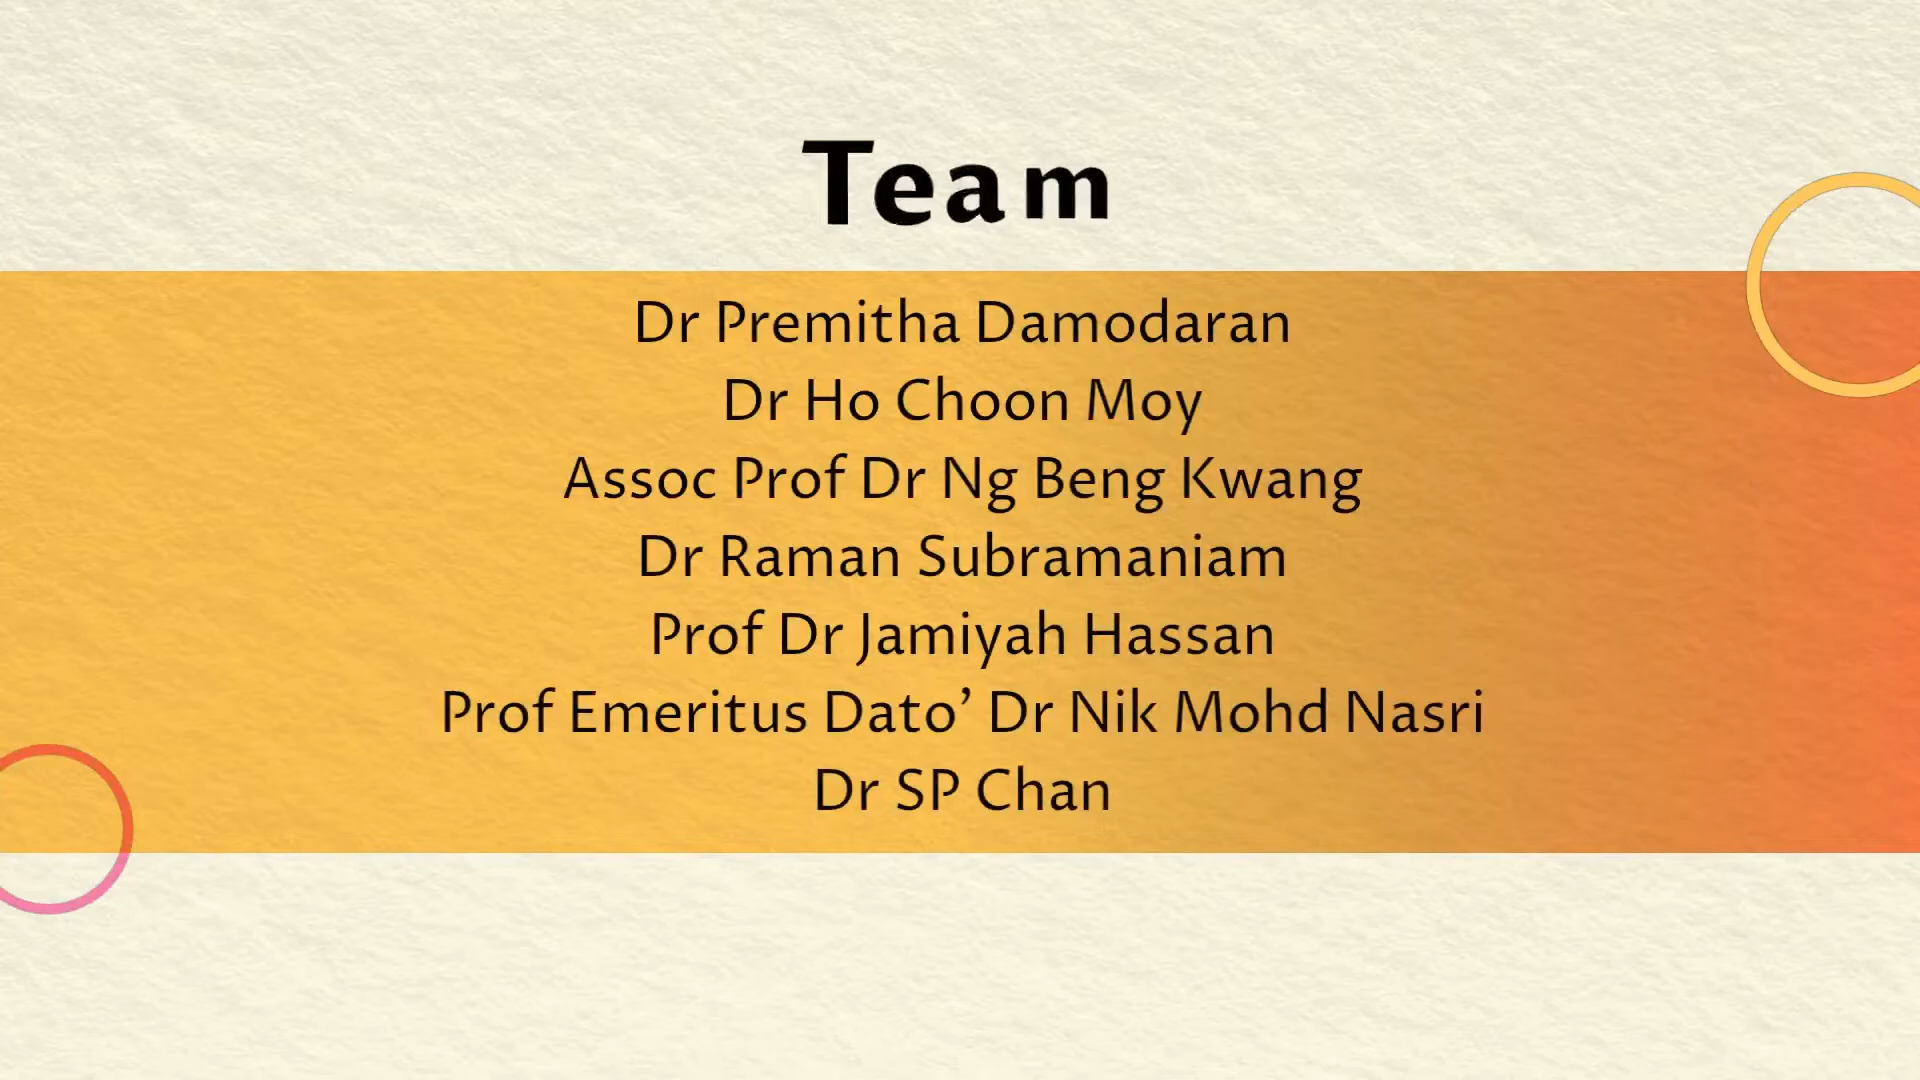 Team
Dr Premitha Damodaran
Dr Ho Choon Moy
Assoc Prof Dr Ng Beng Kwang
Dr Raman Subramaniam
Prof Dr Jamiyah Hassan
Prof Emeritus Dato’ Dr Nik Mohd Nasri
Dr SP Chan